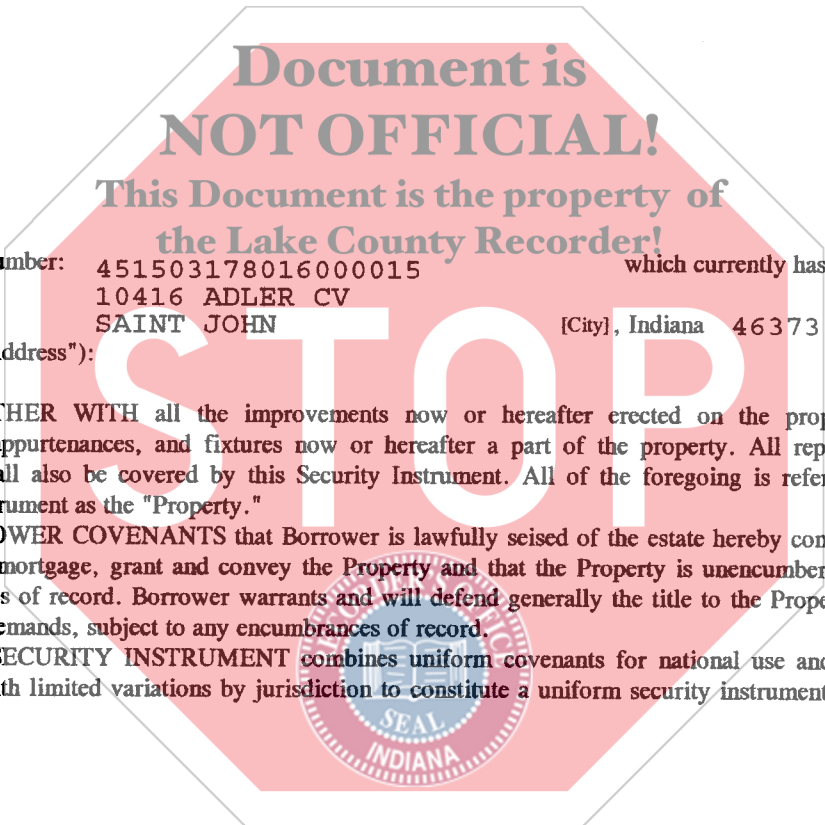 Document is
NOT OFFICIAL!
This Document is the property of
the Lake County Recorder!
umber: 451503178016000015 which currently has
10416 ADLER CV
SAINT JOHN [City], Indiana 46373
ddress"):
STOP
THER WITH all the improvements now or hereafter erected on the prop
ppurtenances, and fixtures now or hereafter a part of the property. All rep
all also be covered by this Security Instrument. All of the foregoing is refer
rument as the "Property."
OWER COVENANTS that Borrower is lawfully seised of the estate hereby con
mortgage, grant and convey the Property and that the Property is unencumber
s of record. Borrower warrants and will defend generally the title to the Prope
emands, subject to any encumbrances of record.
SECURITY INSTRUMENT combines uniform covenants for national use and
th limited variations by jurisdiction to constitute a uniform security instrument
SEAL
INDIANA